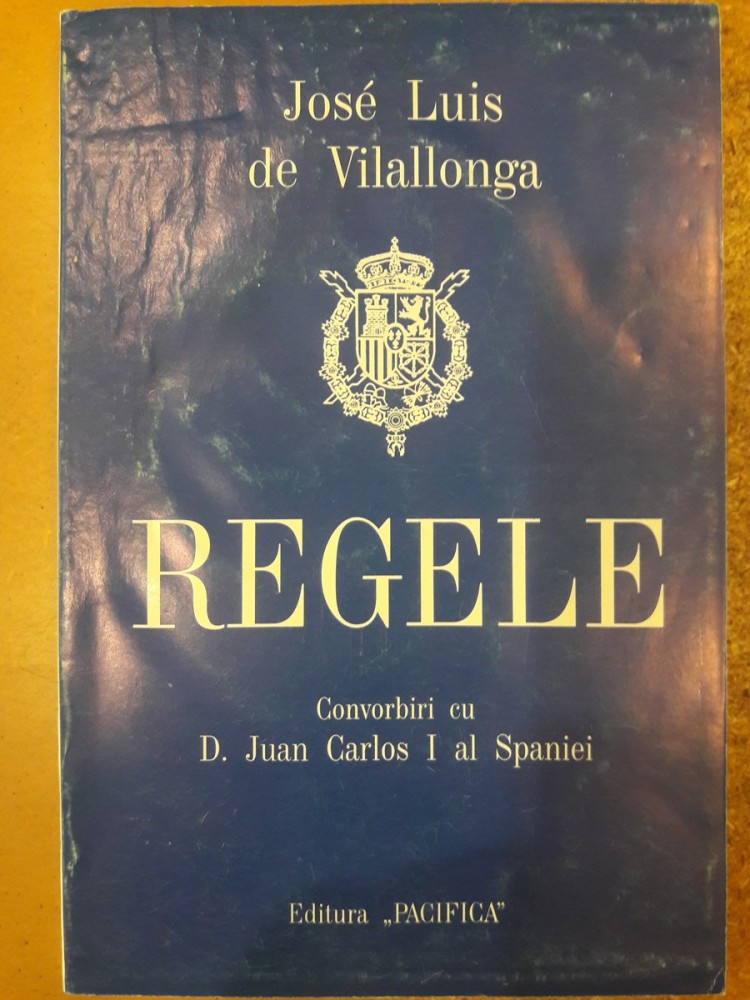 José Luis
de Vilallonga
REGELE
Convorbiri cu
D. Juan Carlos I al Spaniei
Editura „PACIFICA”